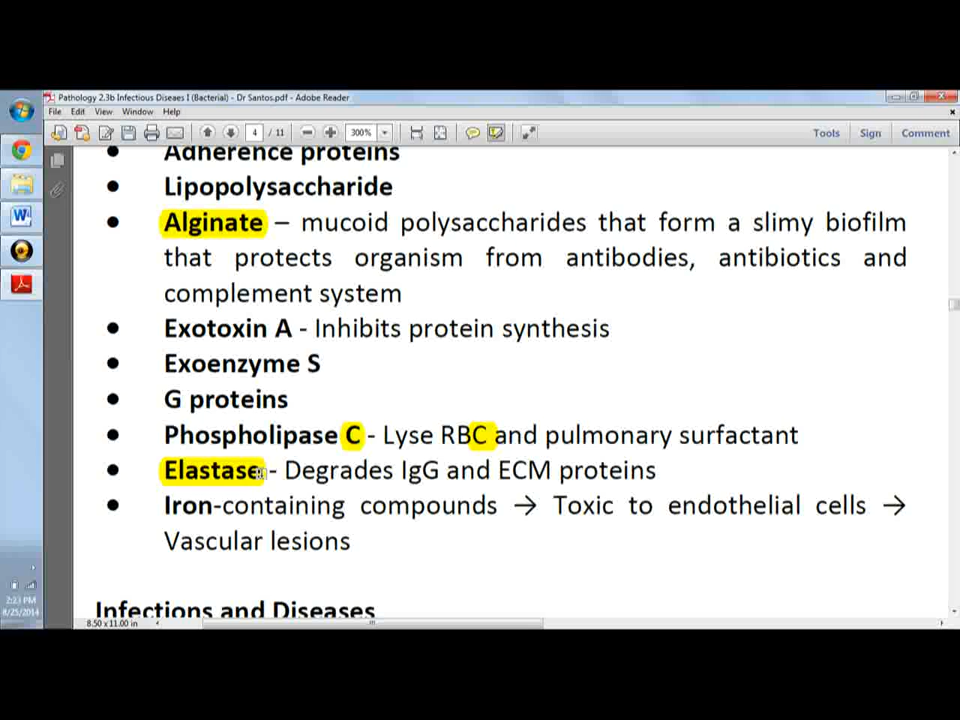 Pathology 2.3b Infectious Diseaes I (Bacterial) - Dr Santos.pdf - Adobe Reader
File Edit View Window Help
4 / 11 300% Tools Sign Comment
Adherence proteins
Lipopolysaccharide
Alginate – mucoid polysaccharides that form a slimy biofilm
that protects organism from antibodies, antibiotics and
complement system
Exotoxin A - Inhibits protein synthesis
Exoenzyme S
G proteins
Phospholipase C - Lyse RBC and pulmonary surfactant
Elastase - Degrades IgG and ECM proteins
Iron-containing compounds → Toxic to endothelial cells →
Vascular lesions
Infections and Diseases
2:23 PM
8/25/2014
8.50 x 11.00 in